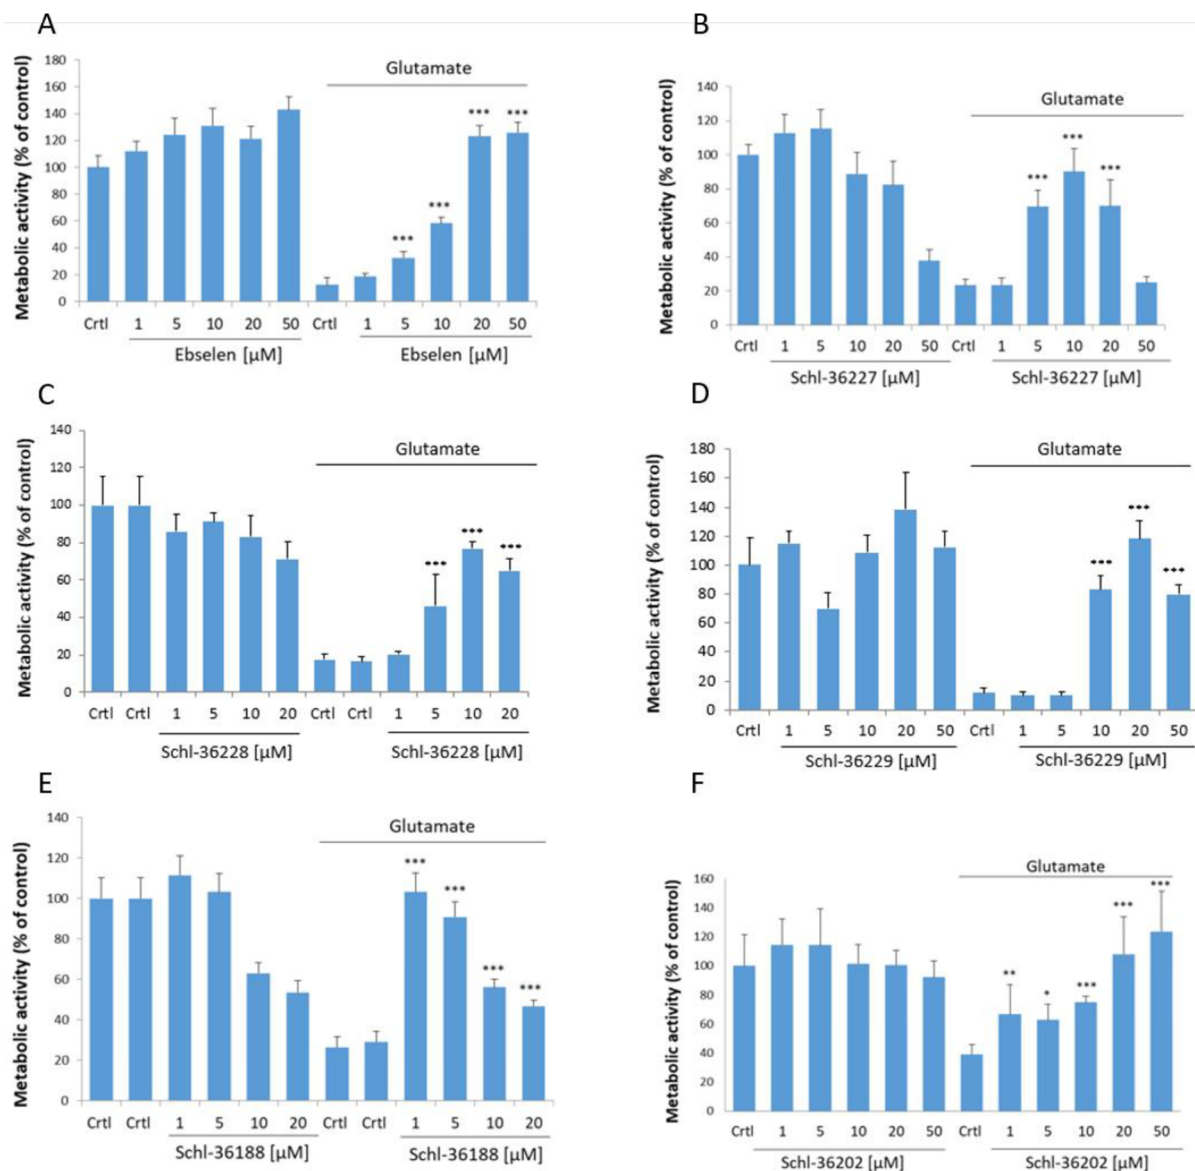 A
Metabolic activity (% of control)
180
160
140
120
100
80
60
40
20
0
Glutamate
*** *** *** ***
Crtl 1 5 10 20 50 Crtl 1 5 10 20 50
Ebselen [µM] Ebselen [µM]
B
Metabolic activity (% of control)
140
120
100
80
60
40
20
0
Glutamate
*** *** ***
Crtl 1 5 10 20 50 Crtl 1 5 10 20 50
Schl-36227 [µM] Schl-36227 [µM]
C
Metabolic activity (% of control)
140
120
100
80
60
40
20
0
Glutamate
*** *** ***
Crtl Crtl 1 5 10 20 Crtl Crtl 1 5 10 20
Schl-36228 [µM] Schl-36228 [µM]
D
Metabolic activity (% of control)
180
160
140
120
100
80
60
40
20
0
Glutamate
*** *** ***
Crtl 1 5 10 20 50 Crtl 1 5 10 20 50
Schl-36229 [µM] Schl-36229 [µM]
E
Metabolic activity (% of control)
140
120
100
80
60
40
20
0
Glutamate
*** *** *** ***
Crtl Crtl 1 5 10 20 Crtl Crtl 1 5 10 20
Schl-36188 [µM] Schl-36188 [µM]
F
Metabolic activity (% of control)
160
140
120
100
80
60
40
20
0
Glutamate
** * *** *** ***
Crtl 1 5 10 20 50 Crtl 1 5 10 20 50
Schl-36202 [µM] Schl-36202 [µM]